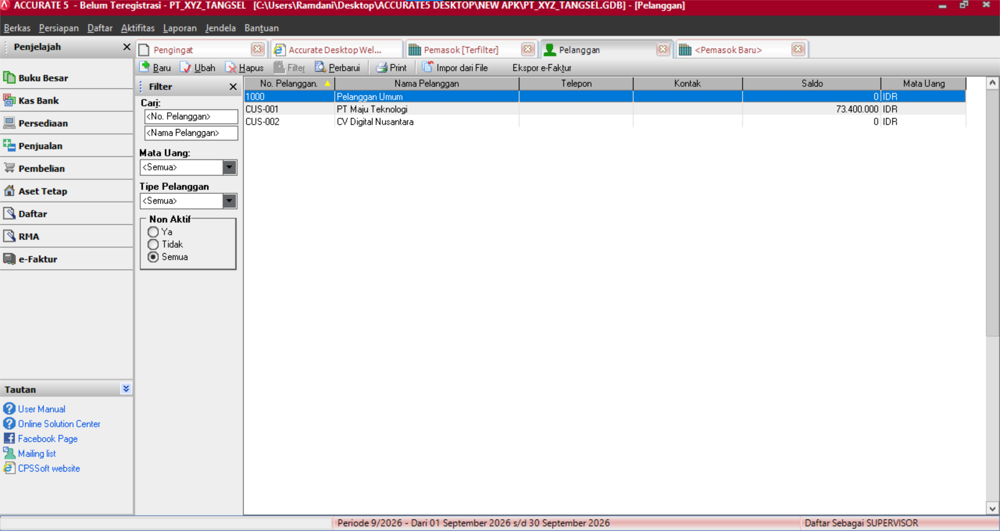 ACCURATE 5 - Belum Teregistrasi - PT_XYZ_TANGSEL [C:\Users\Ramdani\Desktop\ACCURATE5 DESKTOP\NEW APK\PT_XYZ_TANGSEL.GDB] - [Pelanggan]
Berkas Persiapan Daftar Aktifitas Laporan Jendela Bantuan
Penjelajah
Pengingat
Accurate Desktop Wel...
Pemasok [Terfilter]
Pelanggan
<Pemasok Baru>
Baru Ubah Hapus Filter Perbarui Print Impor dari File Ekspor e-Faktur
Buku Besar
Kas Bank
Persediaan
Penjualan
Pembelian
Aset Tetap
Daftar
RMA
e-Faktur
Tautan
User Manual
Online Solution Center
Facebook Page
Mailing list
CPSSoft website
Filter
Cari:
<No. Pelanggan>
<Nama Pelanggan>
Mata Uang:
<Semua>
Tipe Pelanggan
<Semua>
Non Aktif
Ya
Tidak
Semua
No. Pelanggan. Nama Pelanggan Telepon Kontak Saldo Mata Uang
1000 Pelanggan Umum 0 IDR
CUS-001 PT Maju Teknologi 73.400.000 IDR
CUS-002 CV Digital Nusantara 0 IDR
Periode 9/2026 - Dari 01 September 2026 s/d 30 September 2026
Daftar Sebagai SUPERVISOR